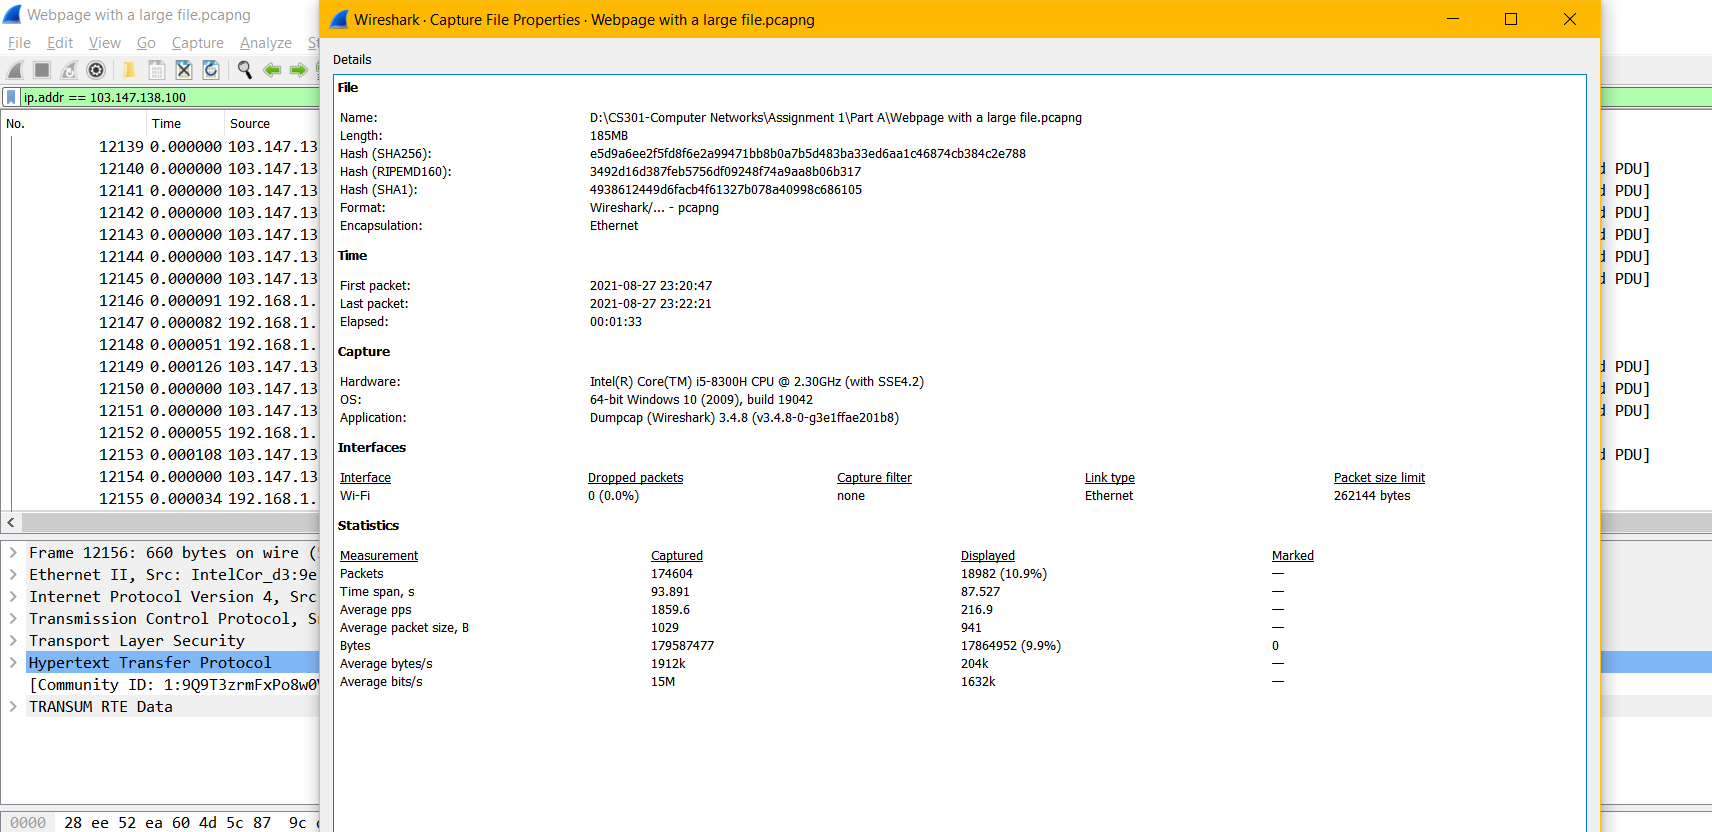 Webpage with a large file.pcapng
File Edit View Go Capture Analyze
ip.addr == 103.147.138.100
No. Time Source
12139 0.000000 103.147.13
12140 0.000000 103.147.13 PDU]
12141 0.000000 103.147.13 PDU]
12142 0.000000 103.147.13 PDU]
12143 0.000000 103.147.13 PDU]
12144 0.000000 103.147.13 PDU]
12145 0.000000 103.147.13 PDU]
12146 0.000091 192.168.1.
12147 0.000082 192.168.1.
12148 0.000051 192.168.1.
12149 0.000126 103.147.13 PDU]
12150 0.000000 103.147.13 PDU]
12151 0.000000 103.147.13 PDU]
12152 0.000055 192.168.1.
12153 0.000108 103.147.13 PDU]
12154 0.000000 103.147.13
12155 0.000034 192.168.1.
Frame 12156: 660 bytes on wire (
Ethernet II, Src: IntelCor_d3:9e
Internet Protocol Version 4, Src
Transmission Control Protocol,
Transport Layer Security
Hypertext Transfer Protocol
[Community ID: 1:9Q9T3zrmFxPo8w0
TRANSUM RTE Data
0000 28 ee 52 ea 60 4d 5c 87 9c
Wireshark · Capture File Properties · Webpage with a large file.pcapng
Details
File
Name: D:\CS301-Computer Networks\Assignment 1\Part A\Webpage with a large file.pcapng
Length: 185MB
Hash (SHA256): e5d9a6ee2f5fd8f6e2a99471bb8b0a7b5d483ba33ed6aa1c46874cb384c2e788
Hash (RIPEMD160): 3492d16d387feb5756df09248f74a9aa8b06b317
Hash (SHA1): 4938612449d6facb4f61327b078a40998c686105
Format: Wireshark/... - pcapng
Encapsulation: Ethernet
Time
First packet: 2021-08-27 23:20:47
Last packet: 2021-08-27 23:22:21
Elapsed: 00:01:33
Capture
Hardware: Intel(R) Core(TM) i5-8300H CPU @ 2.30GHz (with SSE4.2)
OS: 64-bit Windows 10 (2009), build 19042
Application: Dumpcap (Wireshark) 3.4.8 (v3.4.8-0-g3e1ffae201b8)
Interfaces
Interface Dropped packets Capture filter Link type Packet size limit
Wi-Fi 0 (0.0%) none Ethernet 262144 bytes
Statistics
Measurement Captured Displayed Marked
Packets 174604 18982 (10.9%) —
Time span, s 93.891 87.527 —
Average pps 1859.6 216.9 —
Average packet size, B 1029 941 —
Bytes 179587477 17864952 (9.9%) 0
Average bytes/s 1912k 204k —
Average bits/s 15M 1632k —